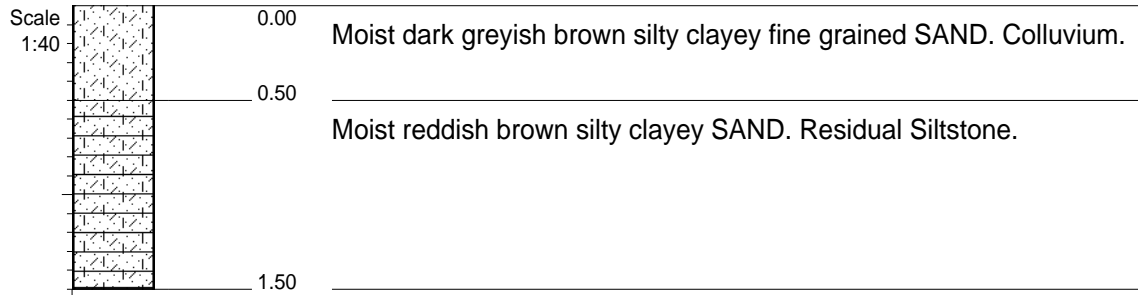 Scale
1:40
0.00
Moist dark greyish brown silty clayey fine grained SAND. Colluvium.
0.50
Moist reddish brown silty clayey SAND. Residual Siltstone.
1.50